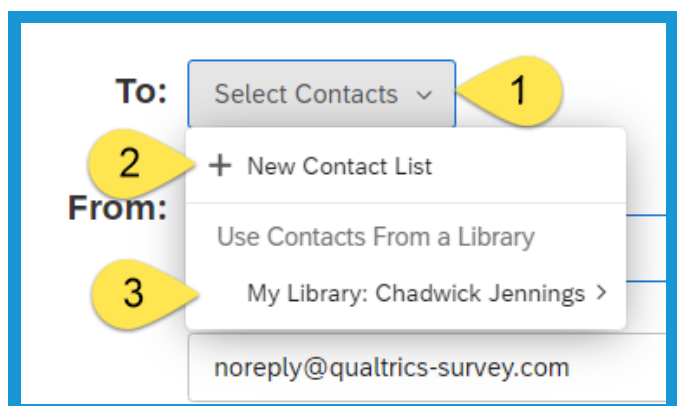 To:
Select Contacts
1
2
+ New Contact List
From:
Use Contacts From a Library
3
My Library: Chadwick Jennings >
noreply@qualtrics-survey.com